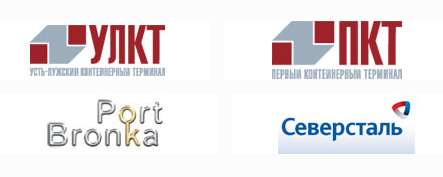 УЛКТ
УСТЬ-ЛУЖСКИЙ КОНТЕЙНЕРНЫЙ ТЕРМИНАЛ
ПКТ
ПЕРВЫЙ КОНТЕЙНЕРНЫЙ ТЕРМИНАЛ
Port
Bronka
Северсталь